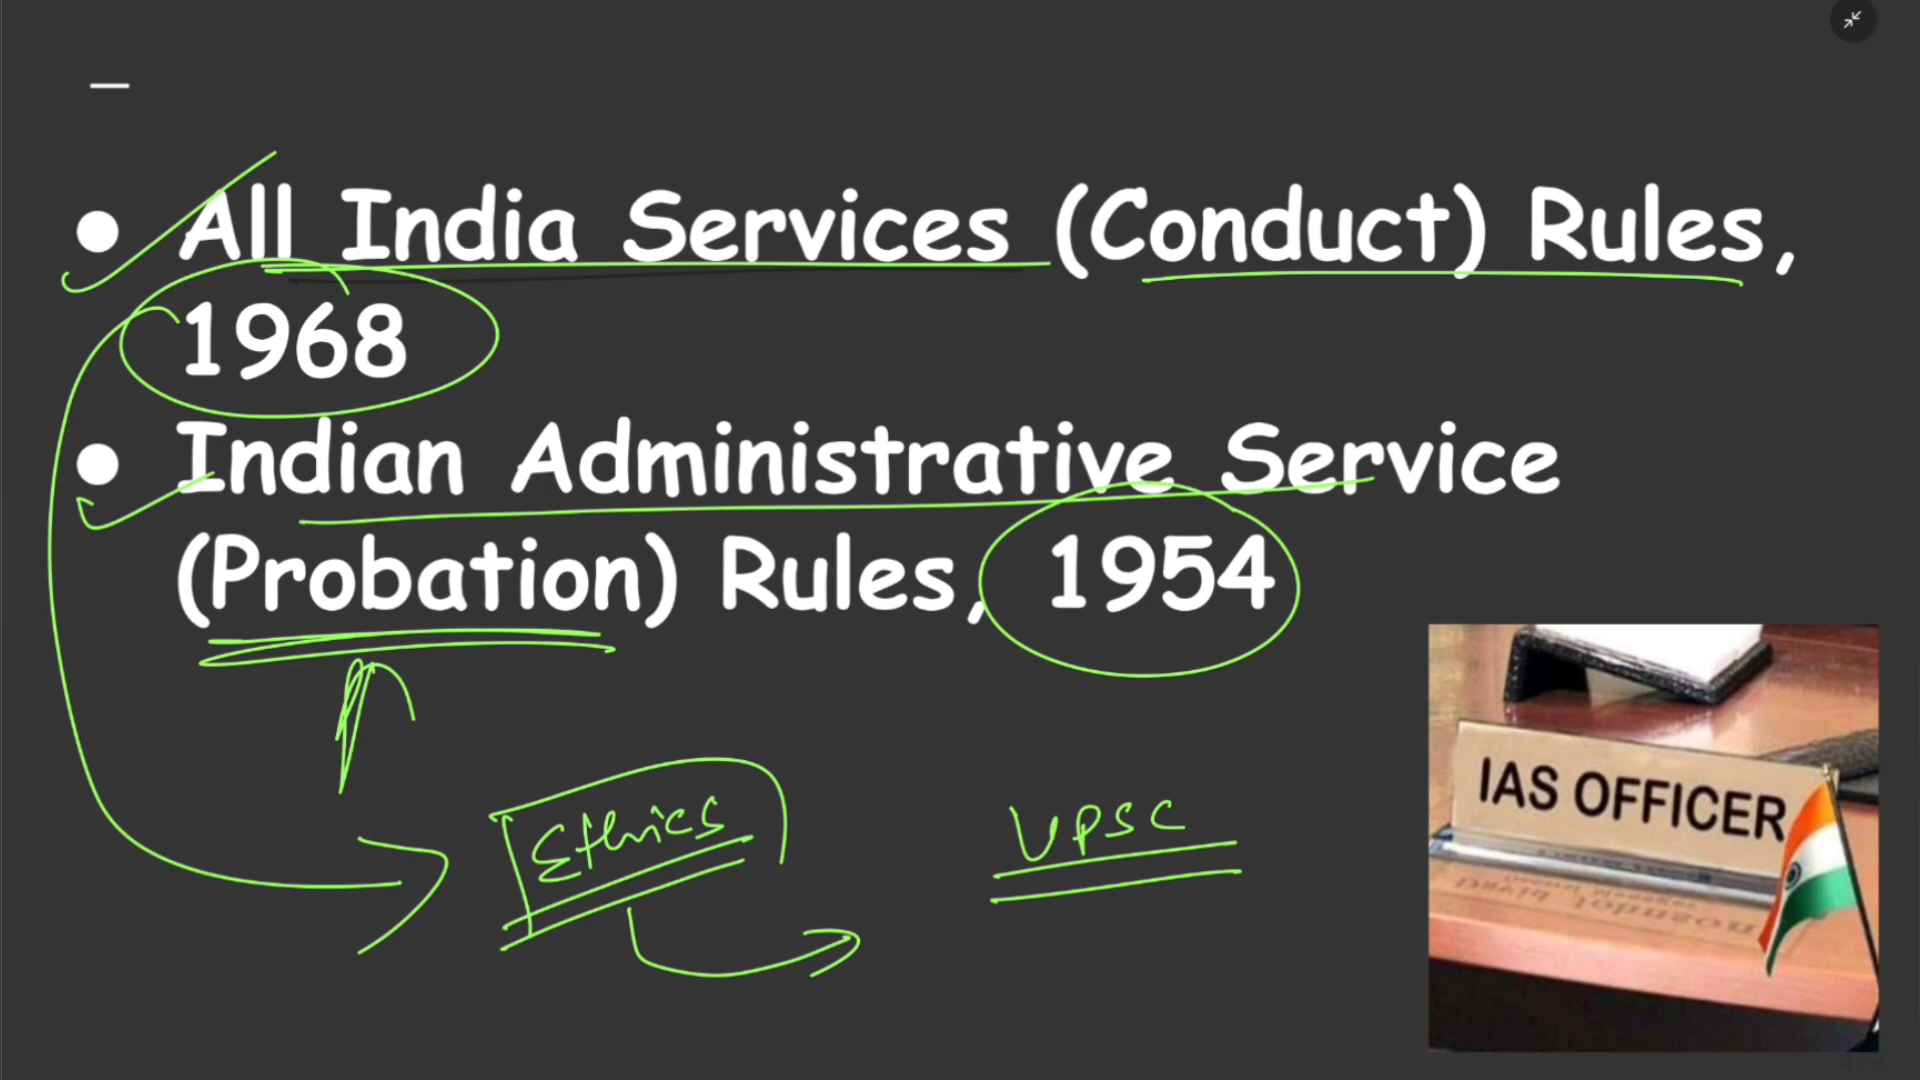 All India Services (Conduct) Rules,
1968
Indian Administrative Service
(Probation) Rules, 1954
Ethics
UPSC
IAS OFFICER